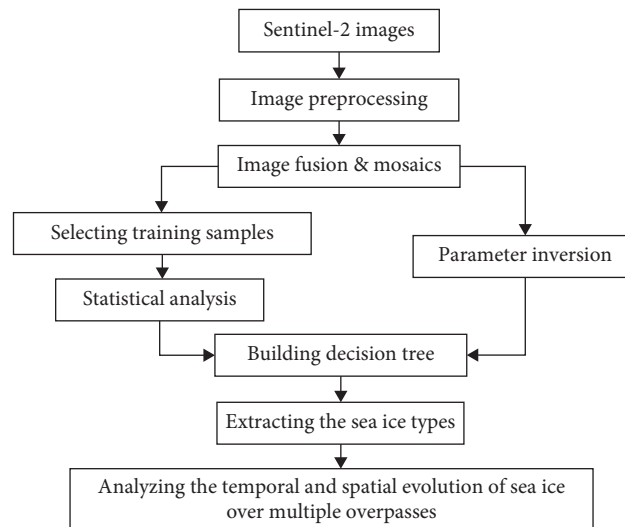 Sentinel-2 images
Image preprocessing
Image fusion & mosaics
Selecting training samples
Parameter inversion
Statistical analysis
Building decision tree
Extracting the sea ice types
Analyzing the temporal and spatial evolution of sea ice
over multiple overpasses